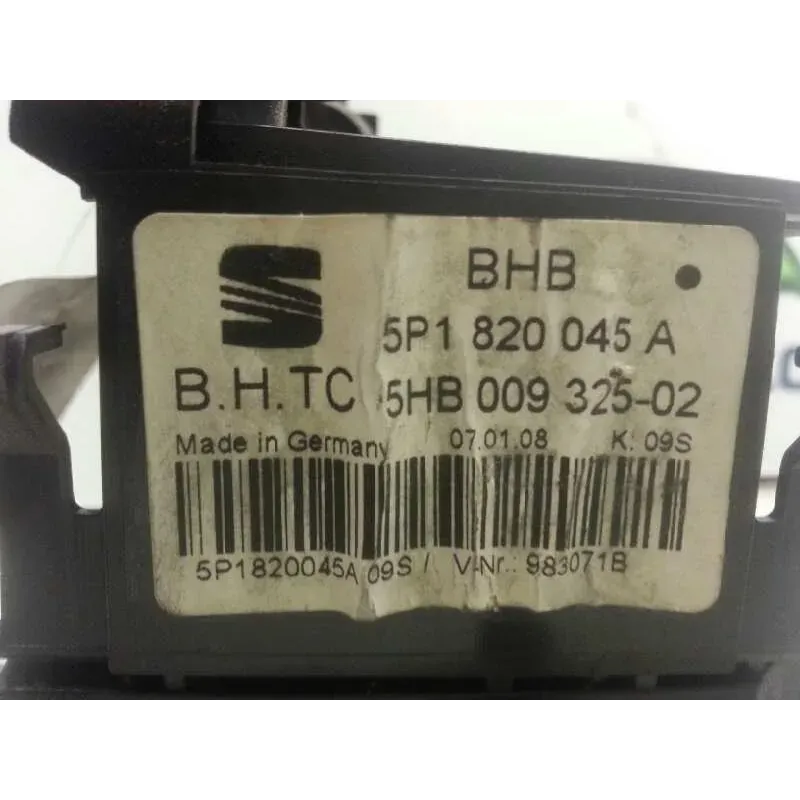 BHB
5P1 820 045 A
B.H.TC 5HB 009 325-02
Made in Germany 07.01.08 K: 09S
5P1820045A 09S / V-Nr.: 983071B